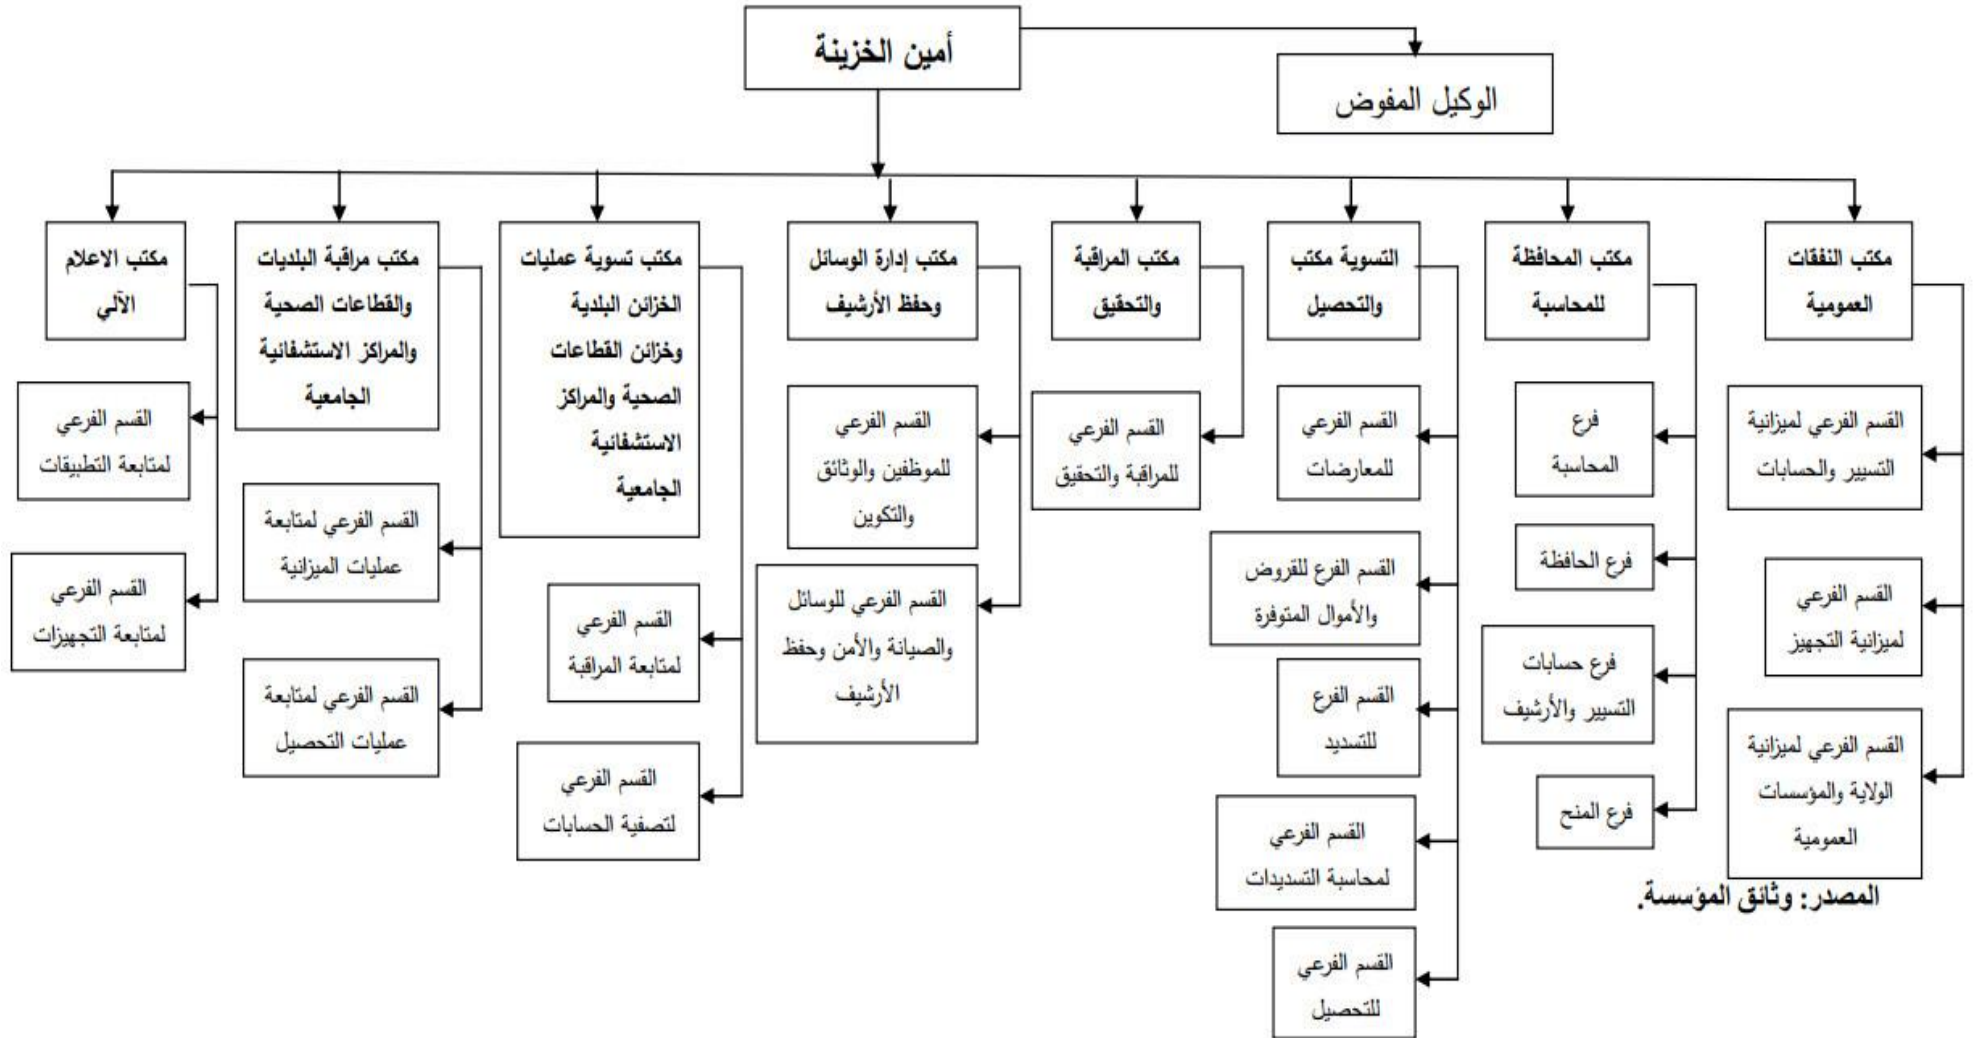 أمين الخزينة
الوكيل المفوض
مكتب النفقات
العمومية
القسم الفرعي لميزانية
التسيير والحسابات
القسم الفرعي
لميزانية التجهيز
القسم الفرعي لميزانية
الولاية والمؤسسات
العمومية
مكتب المحافظة
للمحاسبة
فرع
المحاسبة
فرع الحافظة
فرع حسابات
التسيير والأرشيف
فرع المنح
التسوية مكتب
والتحصيل
القسم الفرعي
للمعارضات
القسم الفرع للقروض
والأموال المتوفرة
القسم الفرع
للتسديد
القسم الفرعي
لمحاسبة التسديدات
القسم الفرعي
للتحصيل
مكتب المراقبة
والتحقيق
القسم الفرعي
للمراقبة والتحقيق
مكتب إدارة الوسائل
وحفظ الأرشيف
القسم الفرعي
للموظفين والوثائق
والتكوين
القسم الفرعي للوسائل
والصيانة والأمن وحفظ
الأرشيف
مكتب تسوية عمليات
الخزائن البلدية
وخزائن القطاعات
الصحية والمراكز
الاستشفائية
الجامعية
القسم الفرعي
لمتابعة المراقبة
القسم الفرعي
لتصفية الحسابات
مكتب مراقبة البلديات
والقطاعات الصحية
والمراكز الاستشفائية
الجامعية
القسم الفرعي لمتابعة
عمليات الميزانية
القسم الفرعي لمتابعة
عمليات التحصيل
مكتب الاعلام
الآلي
القسم الفرعي
لمتابعة التطبيقات
القسم الفرعي
لمتابعة التجهيزات
المصدر: وثائق المؤسسة.